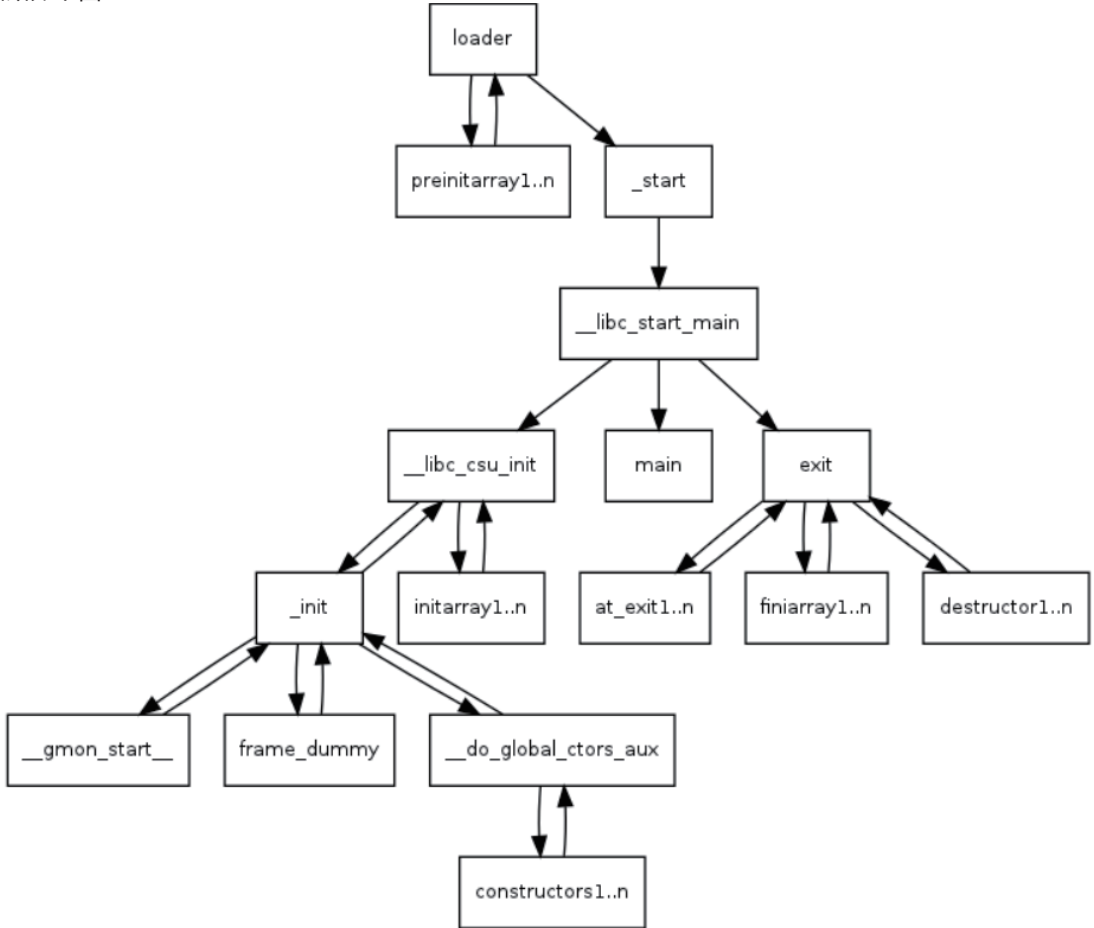 loader
preinitarray1..n
_start
__libc_start_main
__libc_csu_init
main
exit
_init
initarray1..n
at_exit1..n
finiarray1..n
destructor1..n
__gmon_start__
frame_dummy
__do_global_ctors_aux
constructors1..n